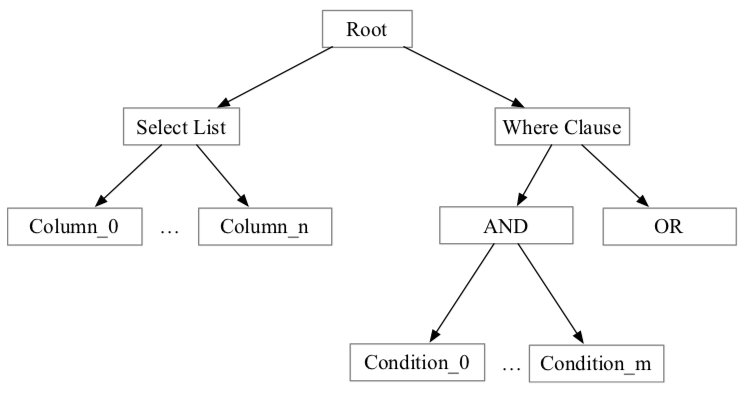 Root
Select List
Where Clause
Column_0
…
Column_n
AND
OR
Condition_0
…
Condition_m